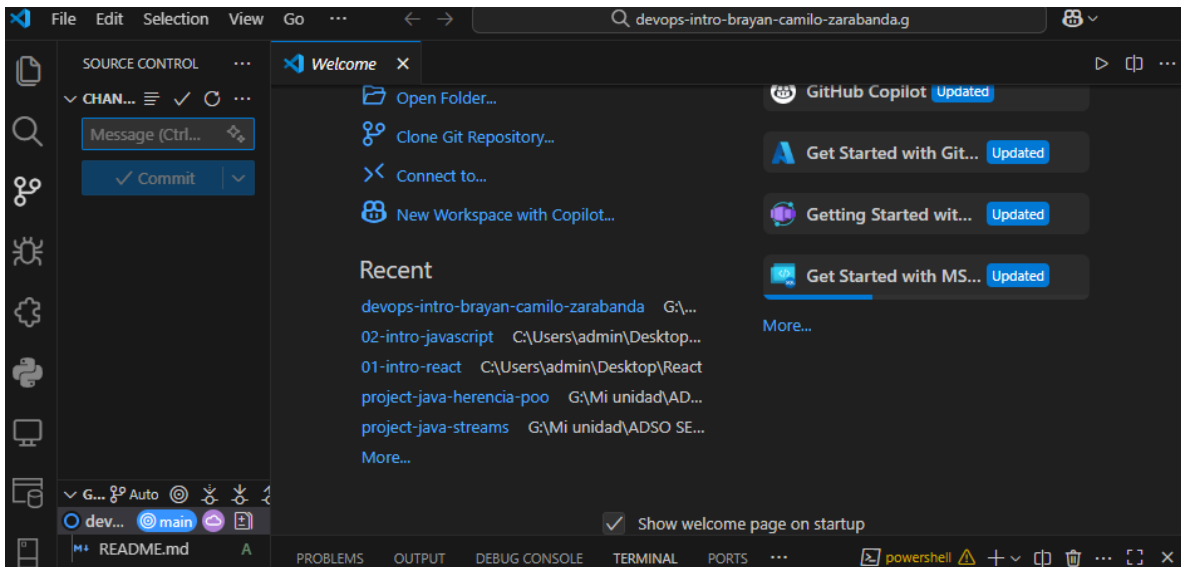 File Edit Selection View Go ···
devops-intro-brayan-camilo-zarabanda.g
SOURCE CONTROL ···
CHAN... ···
Message (Ctrl...
Commit
Welcome
Open Folder...
Clone Git Repository...
Connect to...
New Workspace with Copilot...
Recent
devops-intro-brayan-camilo-zarabanda G:\...
02-intro-javascript C:\Users\admin\Desktop...
01-intro-react C:\Users\admin\Desktop\React
project-java-herencia-poo G:\Mi unidad\AD...
project-java-streams G:\Mi unidad\ADSO SE...
More...
GitHub Copilot Updated
Get Started with Git... Updated
Getting Started wit... Updated
Get Started with MS... Updated
More...
Show welcome page on startup
G... Auto
dev... main
README.md A
PROBLEMS OUTPUT DEBUG CONSOLE TERMINAL PORTS ··· powershell ···